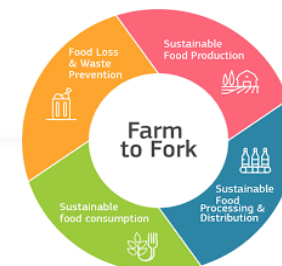 Food Loss
& Waste
Prevention
Sustainable
Food Production
Farm
to Fork
Sustainable
Food
Processing &
Distribution
Sustainable
food consumption